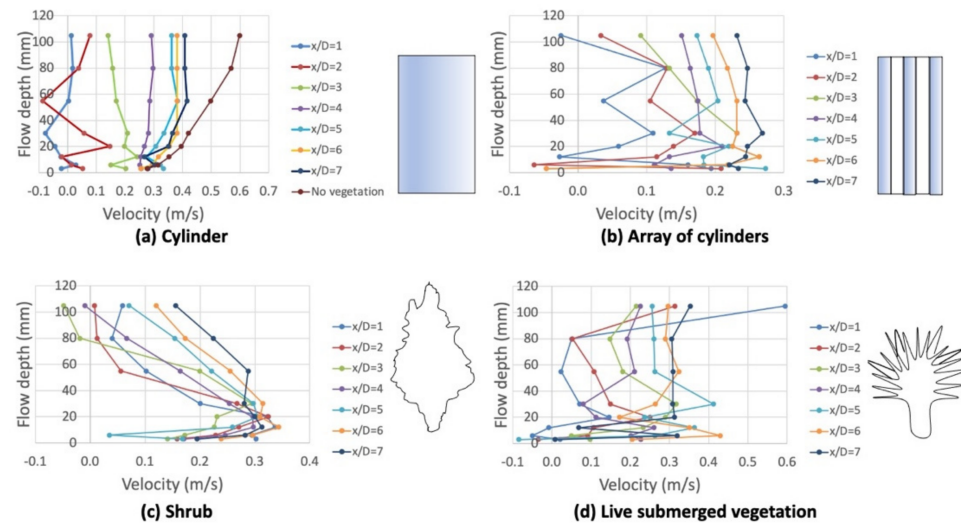 Flow depth (mm)
120
100
80
60
40
20
0
-0.1 0.0 0.1 0.2 0.3 0.4 0.5 0.6 0.7
Velocity (m/s)
x/D=1
x/D=2
x/D=3
x/D=4
x/D=5
x/D=6
x/D=7
No vegetation
(a) Cylinder
Flow depth (mm)
120
100
80
60
40
20
0
-0.1 0.0 0.1 0.2 0.3
Velocity (m/s)
x/D=1
x/D=2
x/D=3
x/D=4
x/D=5
x/D=6
x/D=7
(b) Array of cylinders
Flow depth (mm)
120
100
80
60
40
20
0
-0.1 0.0 0.1 0.2 0.3 0.4
Velocity (m/s)
x/D=1
x/D=2
x/D=3
x/D=4
x/D=5
x/D=6
x/D=7
(c) Shrub
Flow depth (mm)
120
100
80
60
40
20
0
-0.1 0.0 0.1 0.2 0.3 0.4 0.5 0.6
Velocity (m/s)
x/D=1
x/D=2
x/D=3
x/D=4
x/D=5
x/D=6
x/D=7
(d) Live submerged vegetation